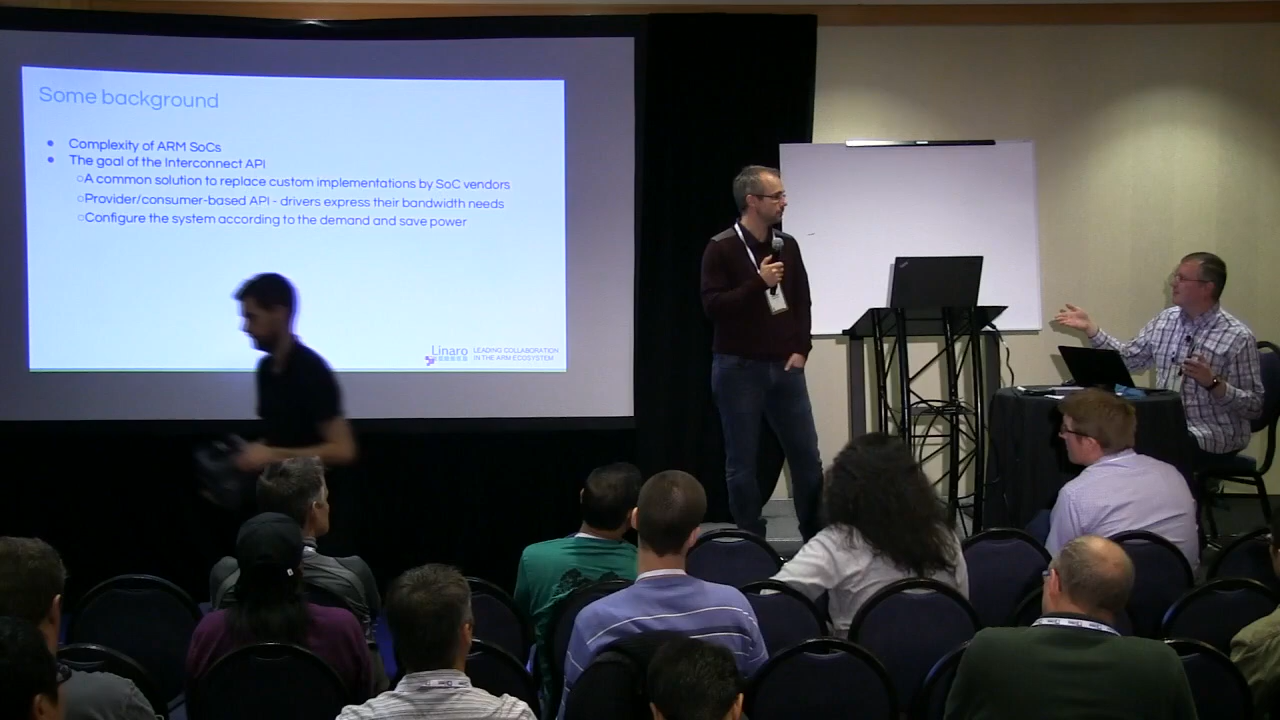 Some background
• Complexity of ARM SoCs
• The goal of the Interconnect API
○A common solution to replace custom implementations by SoC vendors
○Provider/consumer-based API - drivers express their bandwidth needs
○Configure the system according to the demand and save power
Linaro
LEADING COLLABORATION
IN THE ARM ECOSYSTEM